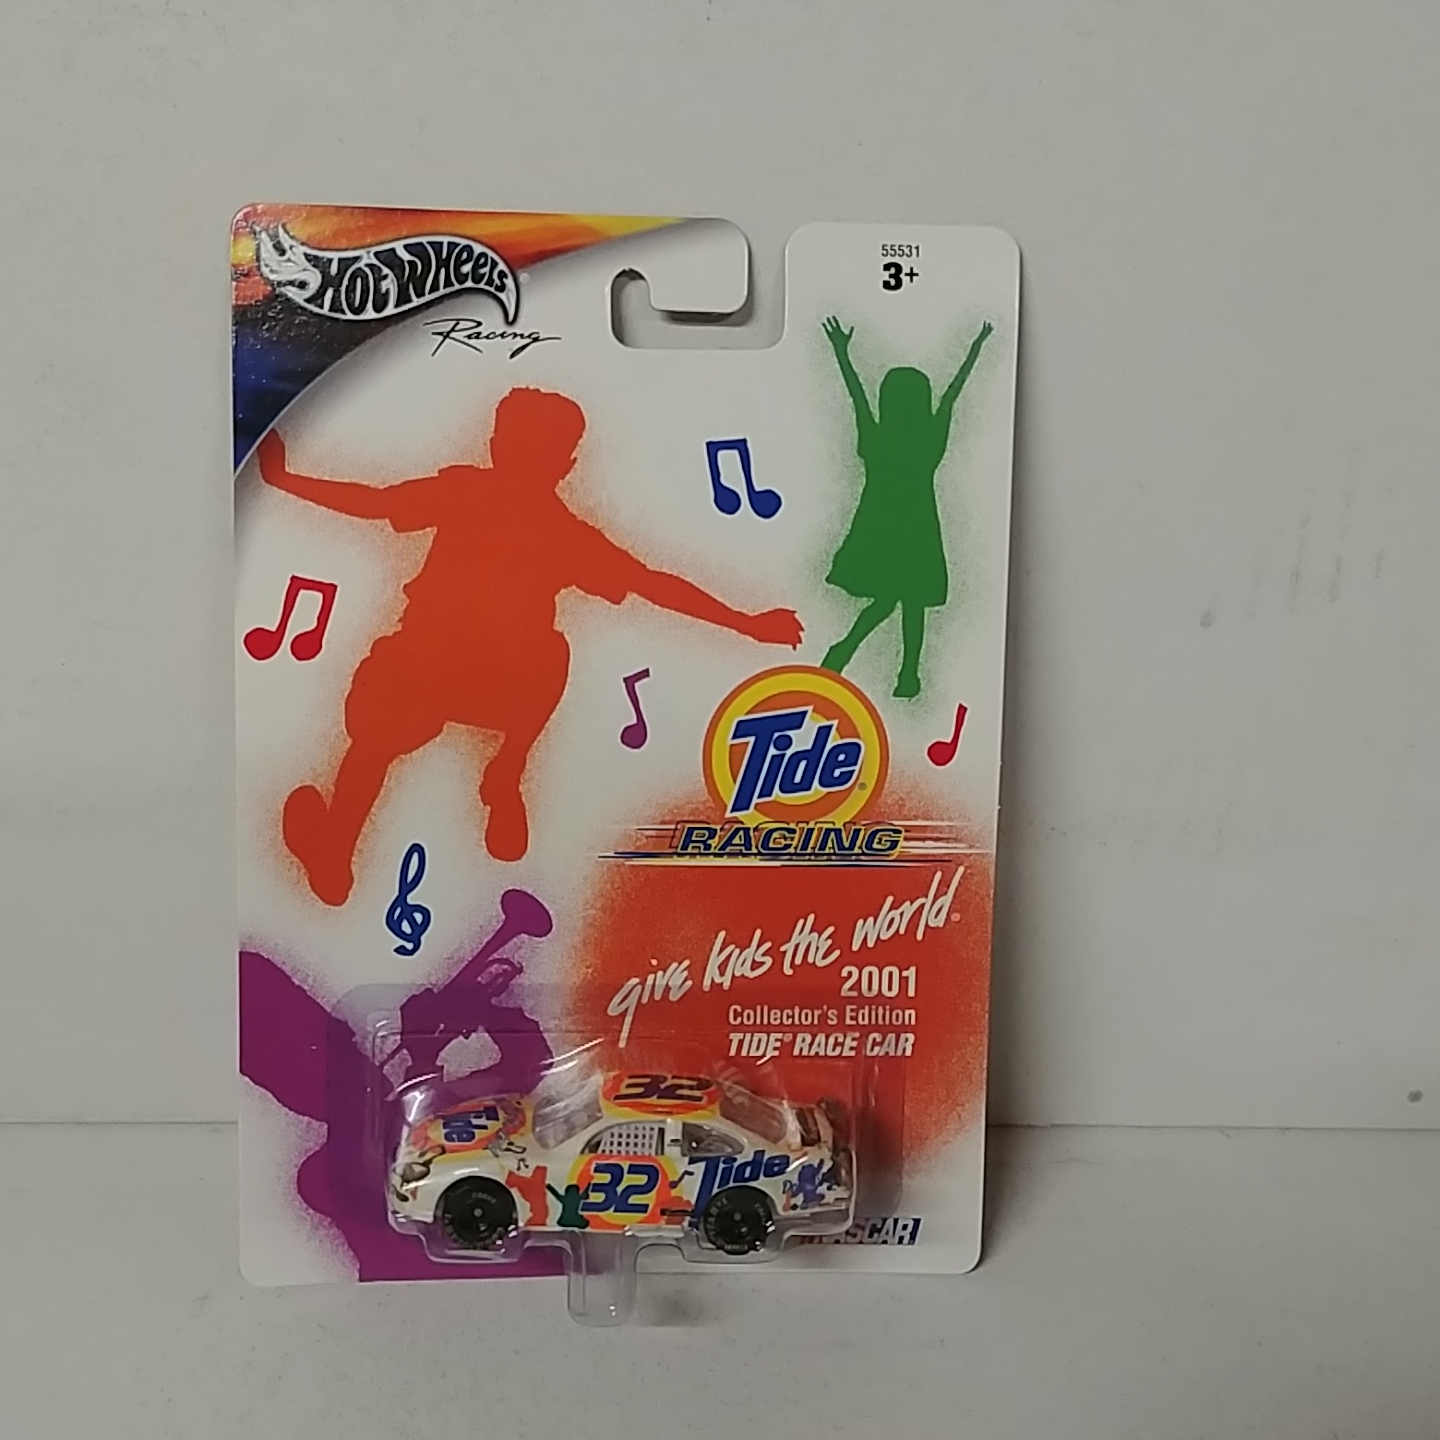 HOT WHEELS
Racing
55531
3+
Tide
RACING
give kids the world
2001
Collector's Edition
TIDE® RACE CAR
32
Tide
32
Tide
NASCAR